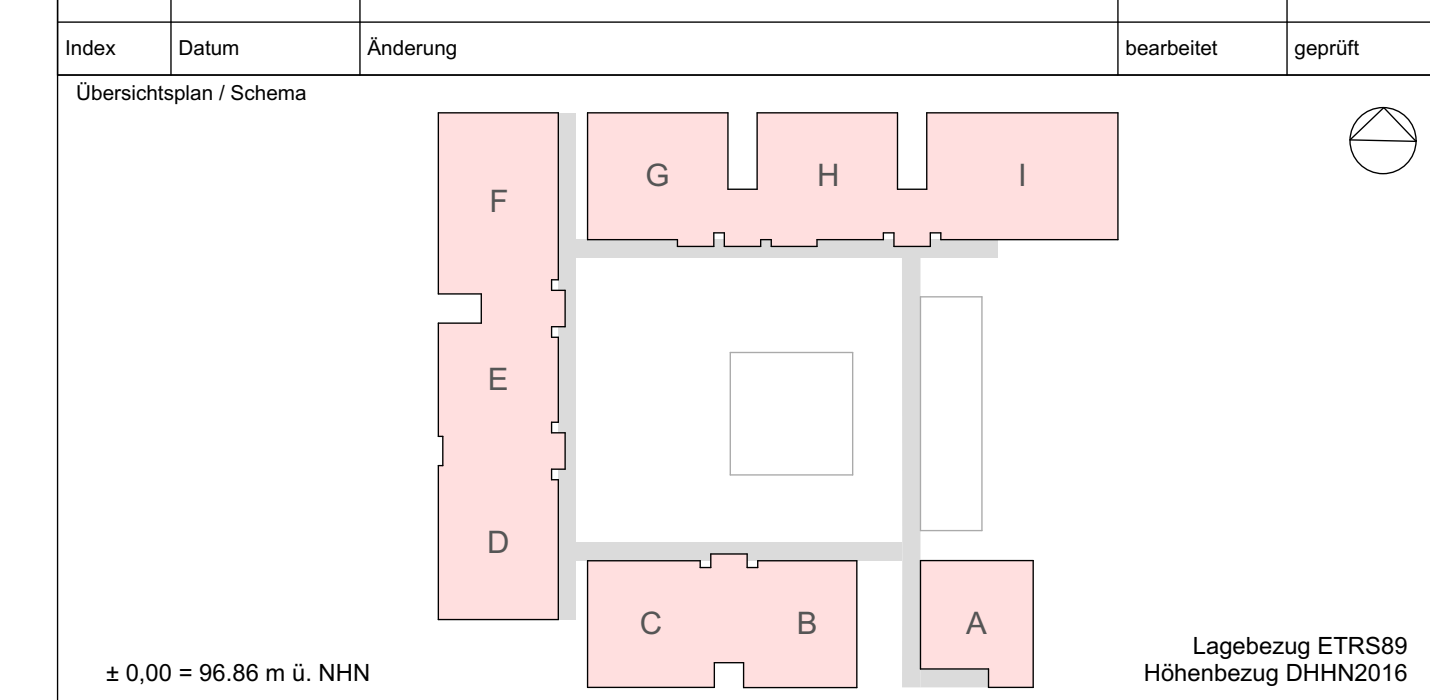 Index Datum Änderung bearbeitet geprüft
Übersichtsplan / Schema
G H I
F
E
D
C B A
± 0,00 = 96.86 m ü. NHN
Lagebezug ETRS89
Höhenbezug DHHN2016